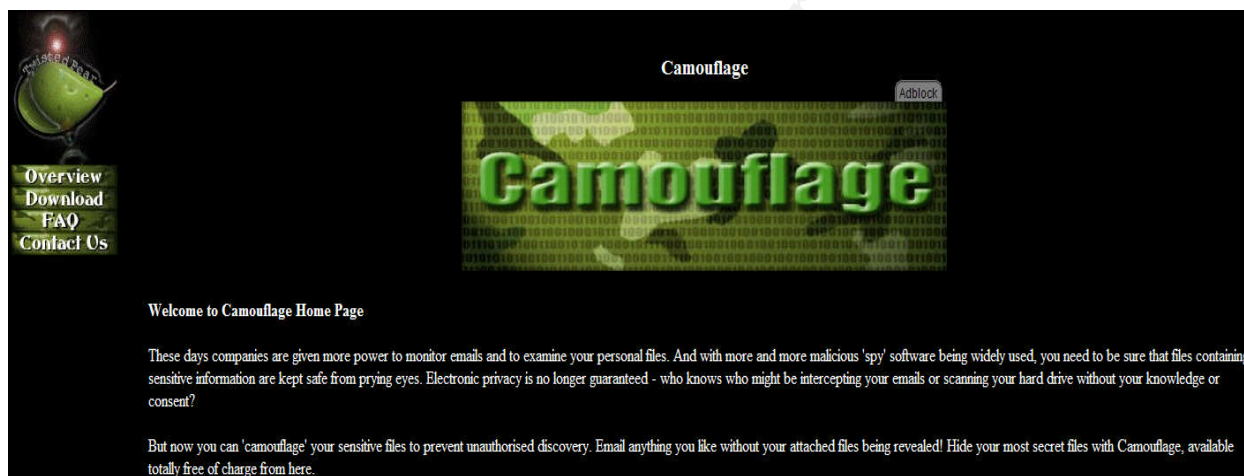 Twisted Pear
Camouflage
Adblock
Camouflage
Overview
Download
FAQ
Contact Us
Welcome to Camouflage Home Page
These days companies are given more power to monitor emails and to examine your personal files. And with more and more malicious 'spy' software being widely used, you need to be sure that files containing
sensitive information are kept safe from prying eyes. Electronic privacy is no longer guaranteed - who knows who might be intercepting your emails or scanning your hard drive without your knowledge or
consent?
But now you can 'camouflage' your sensitive files to prevent unauthorised discovery. Email anything you like without your attached files being revealed! Hide your most secret files with Camouflage, available
totally free of charge from here.